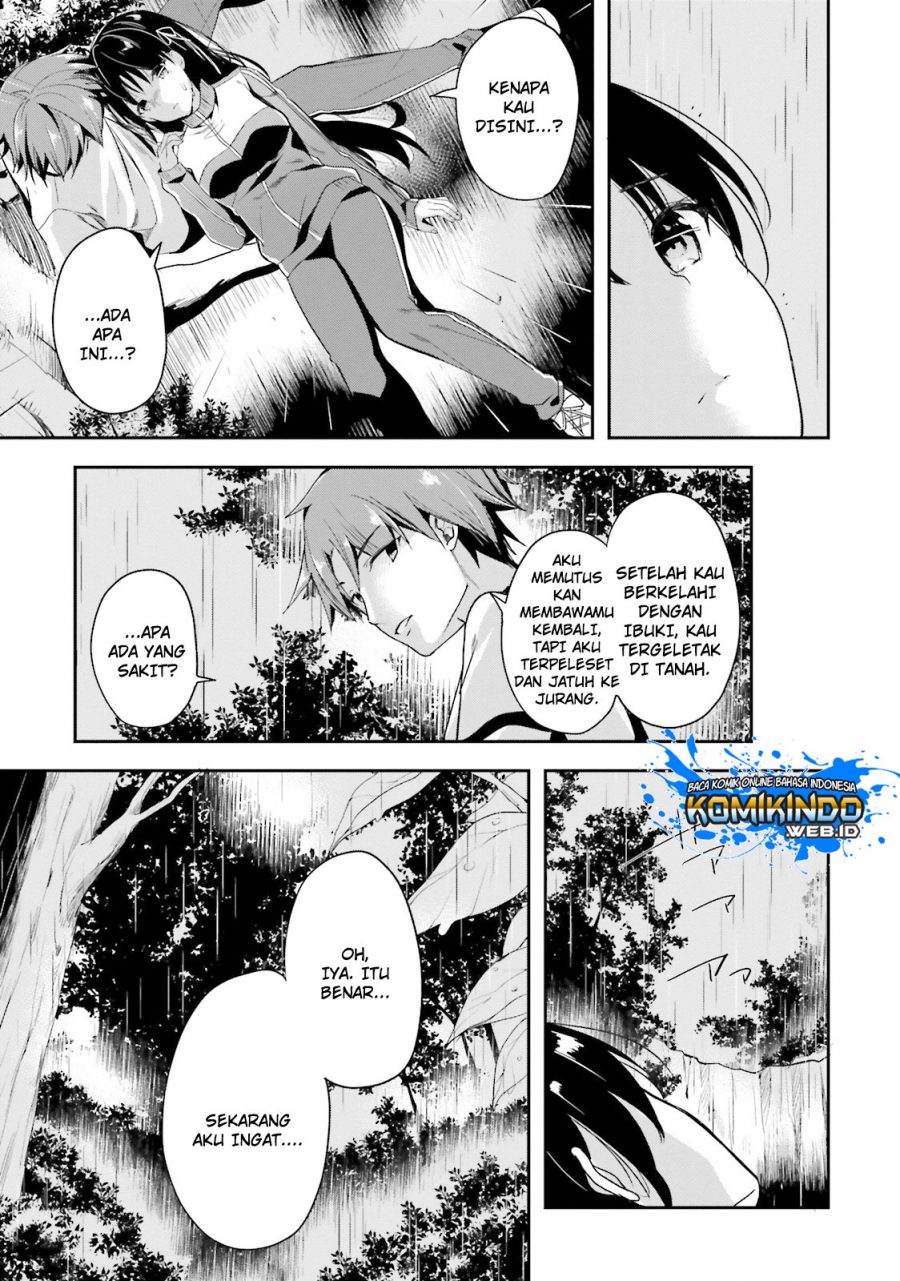 KENAPA
KAU
DISINI...?
...ADA
APA
INI...?
SETELAH KAU
BERKELAHI
DENGAN
IBUKI, KAU
TERGELETAK
DI TANAH.
AKU
MEMUTUS
KAN
MEMBAWAMU
KEMBALI,
TAPI AKU
TERPELESET
DAN JATUH KE
JURANG.
...APA
ADA YANG
SAKIT?
BACA KOMIK ONLINE BAHASA INDONESIA
KOMIKINDO
WEB.ID
OH,
IYA. ITU
BENAR...
SEKARANG
AKU INGAT....